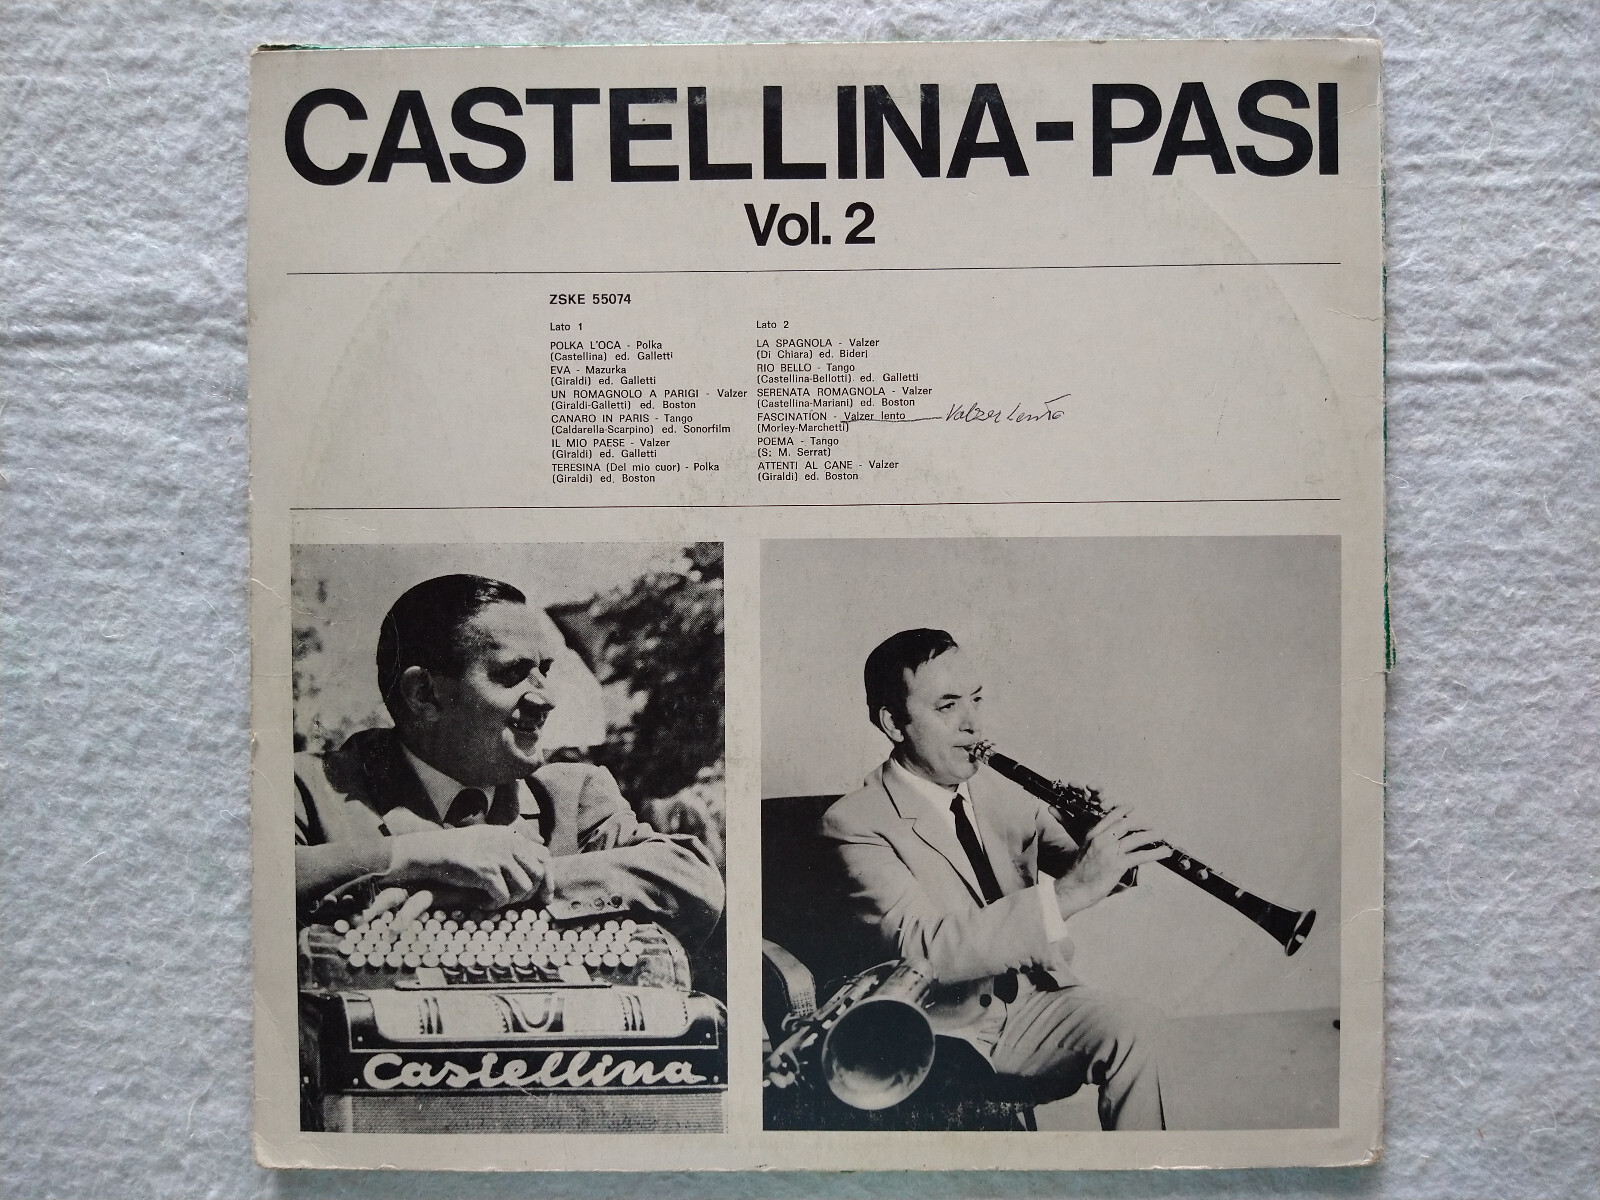 CASTELLINA-PASI
Vol. 2
ZSKE 55074
Lato 1
POLKA L'OCA - Polka
(Castellina) ed. Galletti
EVA - Mazurka
(Giraldi) ed. Galletti
UN ROMAGNOLO A PARIGI - Valzer
(Giraldi-Galletti) ed. Boston
CANARO IN PARIS - Tango
(Caldarella-Scarpino) ed. Sonorfilm
IL MIO PAESE - Valzer
(Giraldi) ed. Galletti
TERESINA (Del mio cuor) - Polka
(Giraldi) ed. Boston
Lato 2
LA SPAGNOLA - Valzer
(Di Chiara) ed. Bideri
RIO BELLO - Tango
(Castellina-Bellotti) ed. Galletti
SERENATA ROMAGNOLA - Valzer
(Castellina-Mariani) ed. Boston
FASCINATION - Valzer lento Valzer Lento
(Morley-Marchetti)
POEMA - Tango
(S; M. Serrat)
ATTENTI AL CANE - Valzer
(Giraldi) ed. Boston
Castellina